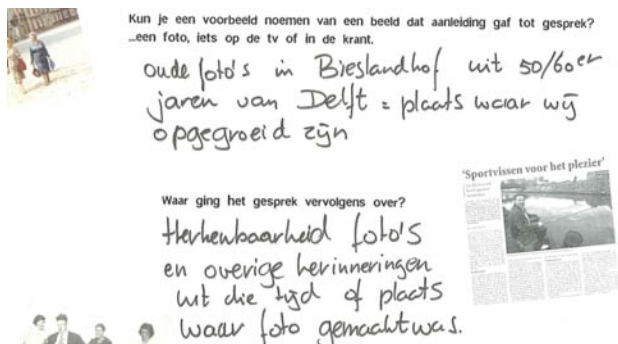 Kun je een voorbeeld noemen van een beeld dat aanleiding gaf tot gesprek?
...een foto, iets op de tv of in de krant.
oude foto's in Bieslandhof uit 50/60er
jaren van Delft = plaats waar wij
opgegroeid zijn
'Sportvissen voor het plezier'
Waar ging het gesprek vervolgens over?
Herkenbaarheid foto's
en overige herinneringen
uit die tijd of plaats
waar foto gemaakt was.